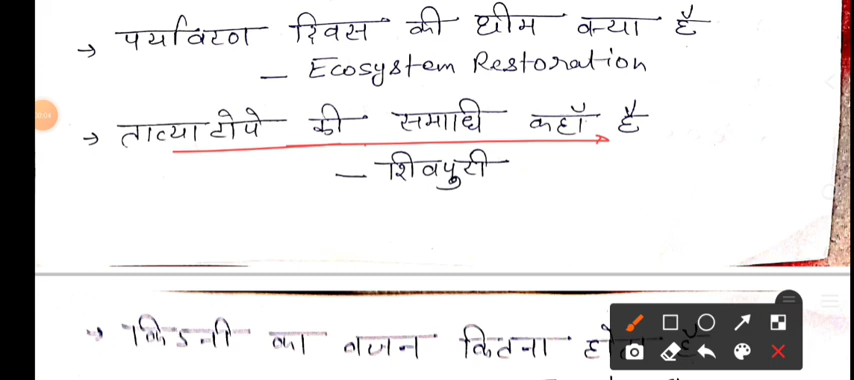 → पर्यावरण दिवस की थीम क्या है
— Ecosystem Restoration
→ तात्याटोपे की समाधि कहाँ है
— शिवपुरी
→ किडनी का वजन कितना